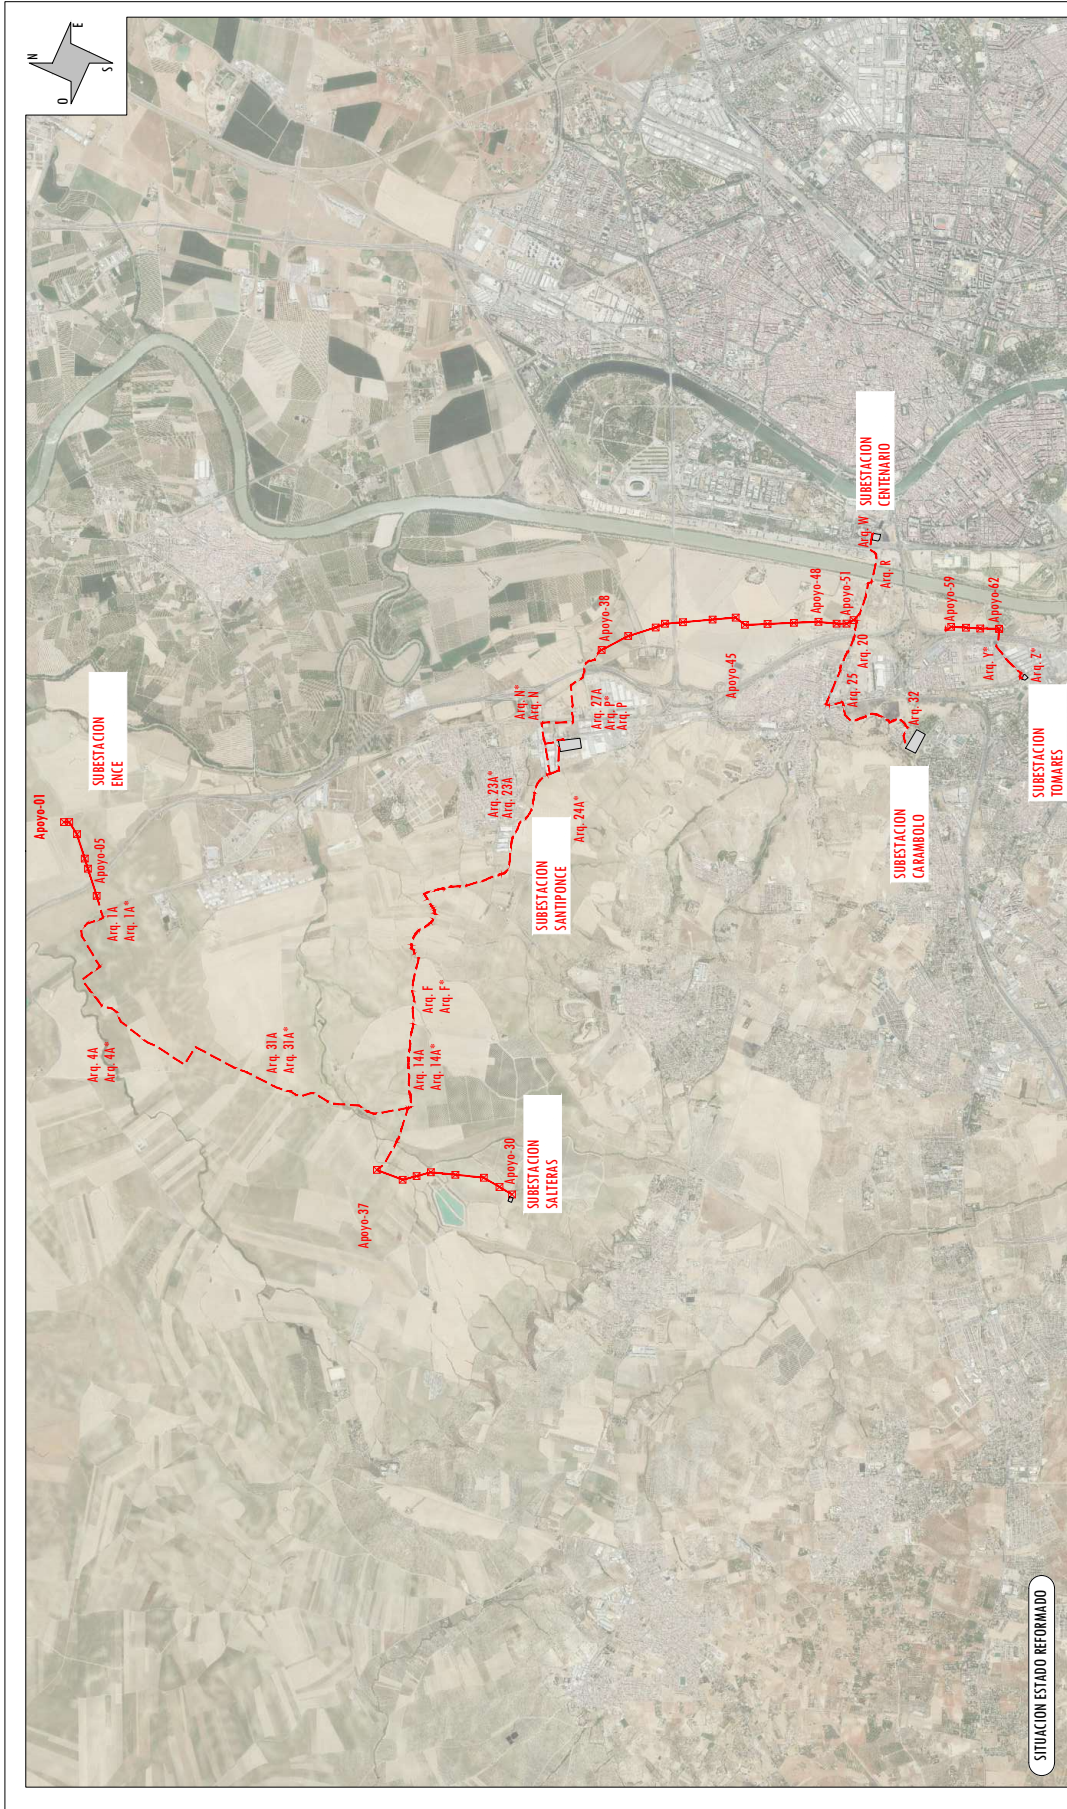 N
E
S
O
Apoyo-01
SUBESTACION
ENCE
Apoyo-05
Arq. 1A
Arq. 1A*
Arq. 4A
Arq. 4A*
Arq. 31A
Arq. 31A*
Apoyo-37
Arq. 14A
Arq. 14A*
Arq. F
Arq. F*
Apoyo-30
SUBESTACION
SALTERAS
Arq. 23A*
Arq. 23A
Arq. N*
Arq. N
SUBESTACION
SANTIPONCE
Arq. 24A*
Arq. 27A
Arq. P*
Arq. P
Apoyo-38
Apoyo-45
Apoyo-48
Apoyo-51
Arq. 20
Arq. 25
Arq. 32
SUBESTACION
CARAMBOLO
Arq. R
Arq. W
SUBESTACION
CENTENARIO
Apoyo-59
Apoyo-62
Arq. Y*
Arq. Z*
SUBESTACION
TOMARES
SITUACION ESTADO REFORMADO